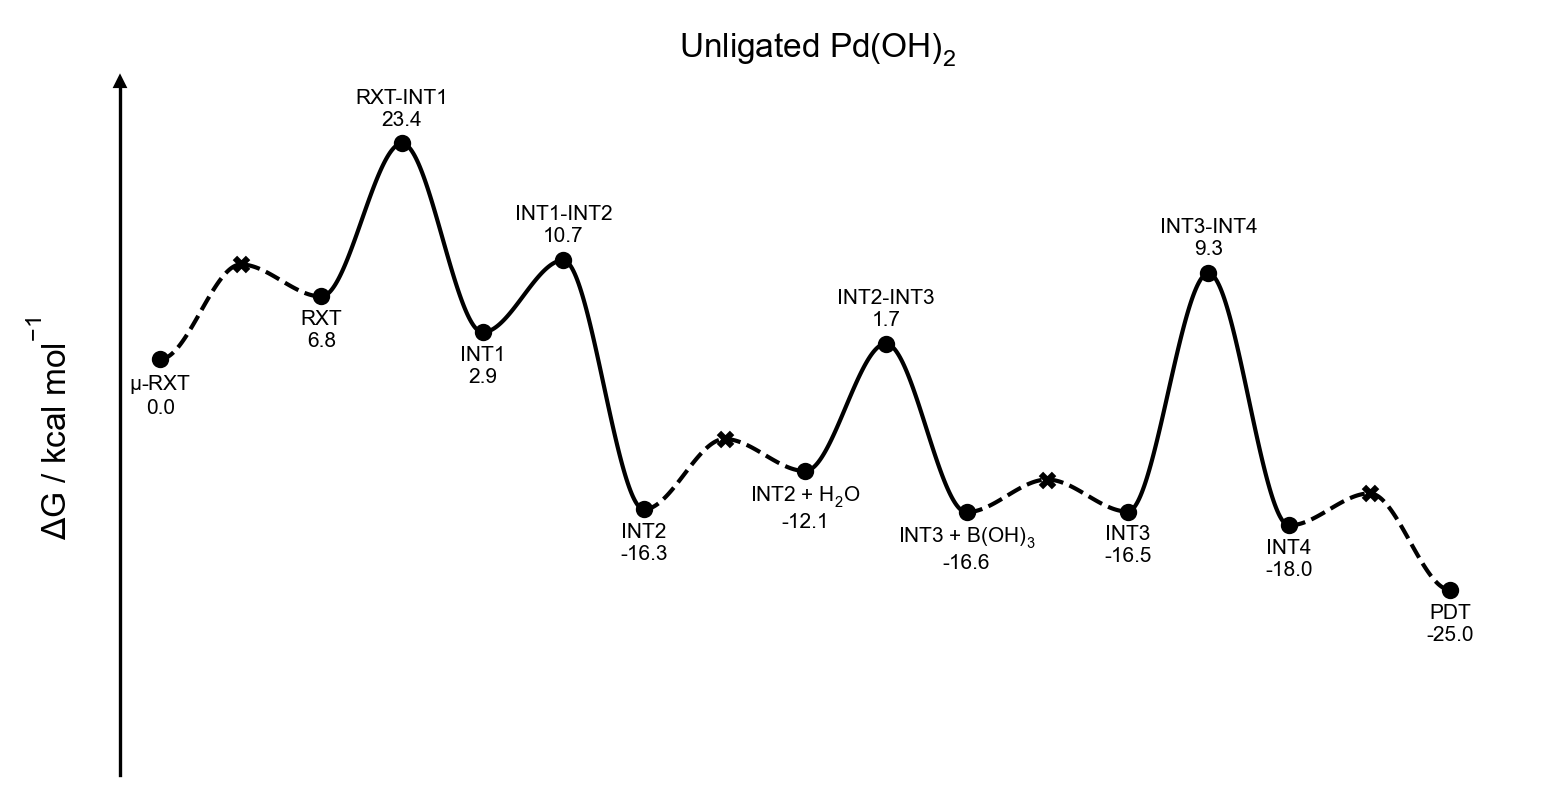 Unligated Pd(OH)₂
ΔG / kcal mol⁻¹
μ-RXT
0.0
RXT
6.8
RXT-INT1
23.4
INT1
2.9
INT1-INT2
10.7
INT2
-16.3
INT2 + H₂O
-12.1
INT2-INT3
1.7
INT3 + B(OH)₃
-16.6
INT3
-16.5
INT3-INT4
9.3
INT4
-18.0
PDT
-25.0